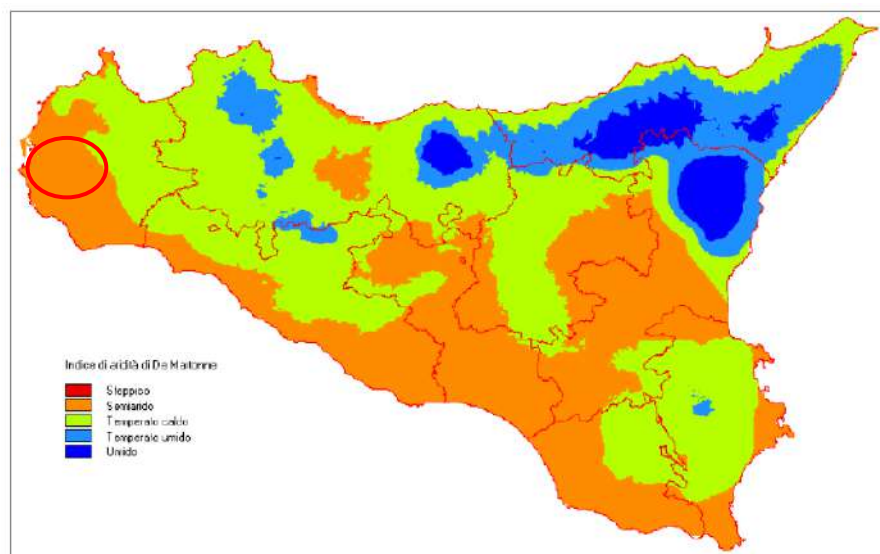 Indice di aridità di De Martonne
Steppico
Semiarido
Temperato caldo
Temperato umido
Umido